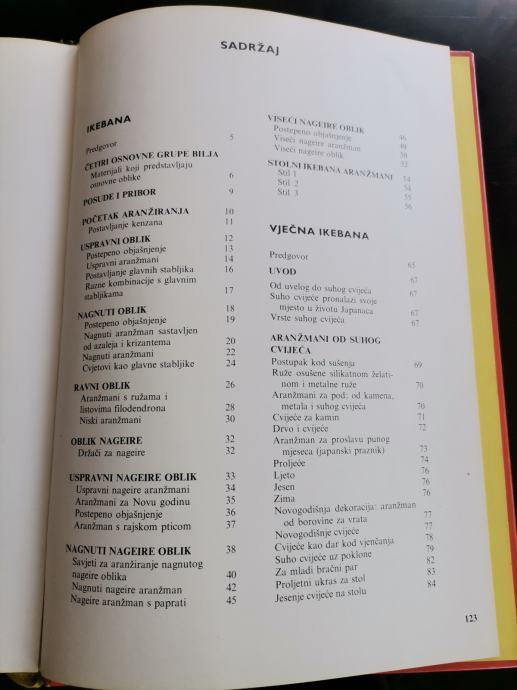 SADRŽAJ
IKEBANA
Predgovor 5
ČETIRI OSNOVNE GRUPE BILJA
Materijali koji predstavljaju
osnovne oblike 6
POSUDE I PRIBOR 9
POČETAK ARANŽIRANJA 10
Postavljanje kenzana 11
USPRAVNI OBLIK 12
Postepeno objašnjenje 13
Uspravni aranžmani 14
Postavljanje glavnih stabljika 16
Razne kombinacije s glavnim
stabljikama 17
NAGNUTI OBLIK 18
Postepeno objašnjenje 19
Nagnuti aranžman sastavljen
od azaleja i krizantema 20
Nagnuti aranžmani 22
Cvjetovi kao glavne stabljike 24
RAVNI OBLIK 26
Aranžmani s ružama i
listovima filodendrona 28
Niski aranžmani 30
OBLIK NAGEIRE 32
Držači za nageire 32
USPRAVNI NAGEIRE OBLIK 33
Uspravni nageire aranžmani 34
Aranžmani za Novu godinu 35
Postepeno objašnjenje 36
Aranžman s rajskom pticom 37
NAGNUTI NAGEIRE OBLIK 38
Savjeti za aranžiranje nagnutog
nageire oblika 40
Nagnuti nageire aranžman 42
Nageire aranžman s paprati 45
VISEĆI NAGEIRE OBLIK 46
Postepeno objašnjenje 49
Viseći nageire aranžman 50
Viseći nageire oblik 52
STOLNI IKEBANA ARANŽMANI 54
Stil 1 54
Stil 2 55
Stil 3 56
VJEČNA IKEBANA
Predgovor 65
UVOD 67
Od uvelog do suhog cvijeća 67
Suho cvijeće pronalazi svoje
mjesto u životu Japanaca 67
Vrste suhog cvijeća 67
ARANŽMANI OD SUHOG
CVIJEĆA
Postupak kod sušenja 69
Ruže osušene silikatnom želati-
nom i metalne ruže 70
Aranžmani za pod; od kamena,
metala i suhog cvijeća 70
Cvijeće za kamin 71
Drvo i cvijeće 72
Aranžman za proslavu punog
mjeseca (japanski praznik) 73
Proljeće 74
Ljeto 76
Jesen 76
Zima 76
Novogodišnja dekoracija: aranžman
od borovine za vrata 77
Novogodišnje cvijeće 77
Cvijeće kao dar kod vjenčanja 78
Suho cvijeće uz poklone 79
Za mladi bračni par 82
Proljetni ukras za stol 83
Jesenje cvijeće na stolu 84
123